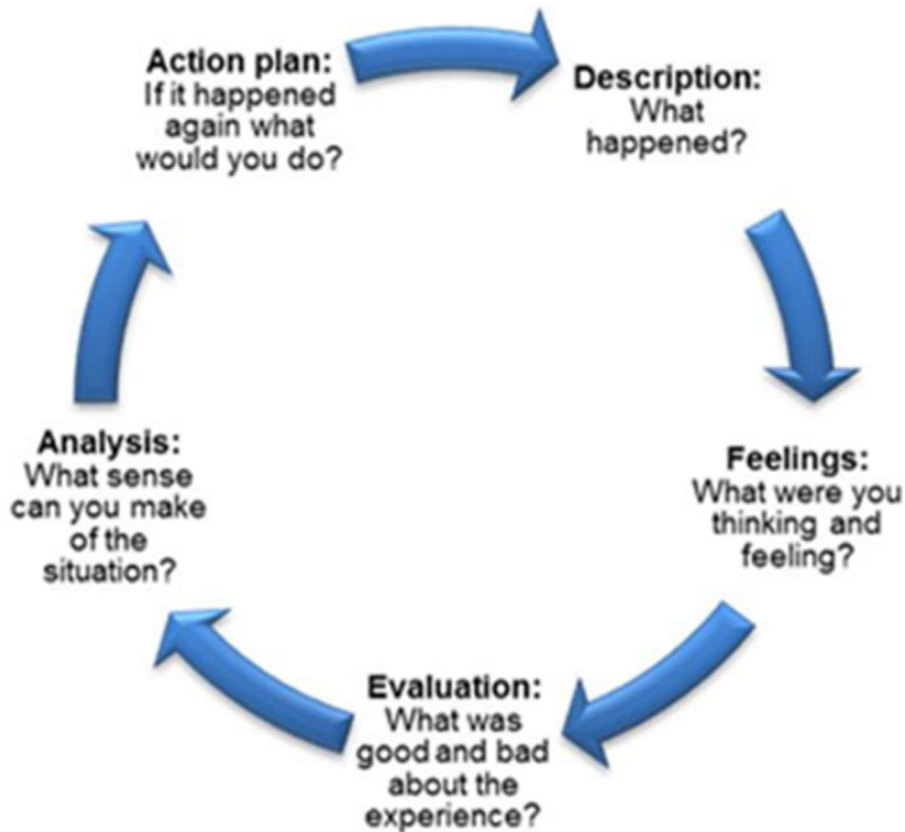 Action plan:
If it happened
again what
would you do?
Description:
What
happened?
Feelings:
What were you
thinking and
feeling?
Evaluation:
What was
good and bad
about the
experience?
Analysis:
What sense
can you make
of the
situation?